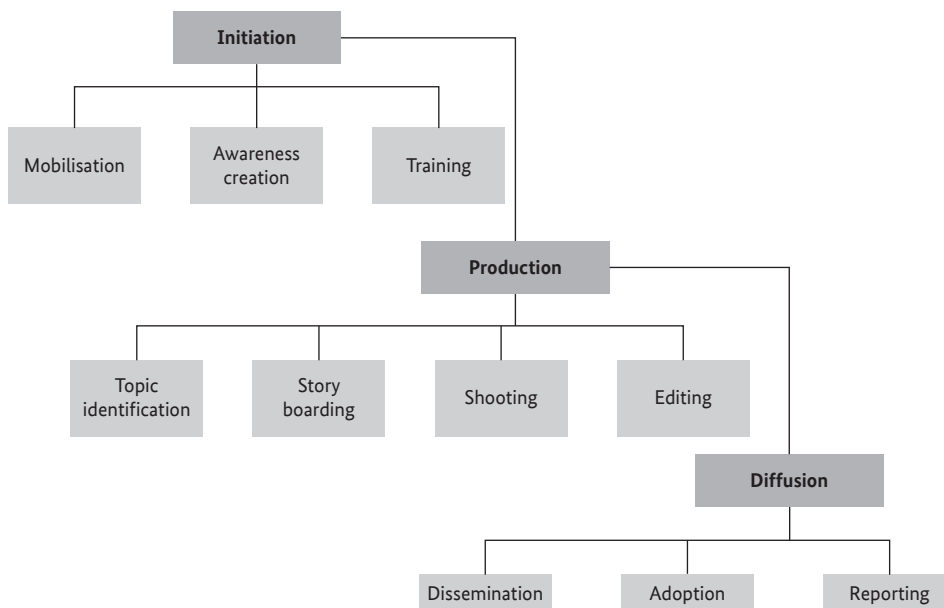 Initiation
Mobilisation
Awareness
creation
Training
Production
Topic
identification
Story
boarding
Shooting
Editing
Diffusion
Dissemination
Adoption
Reporting